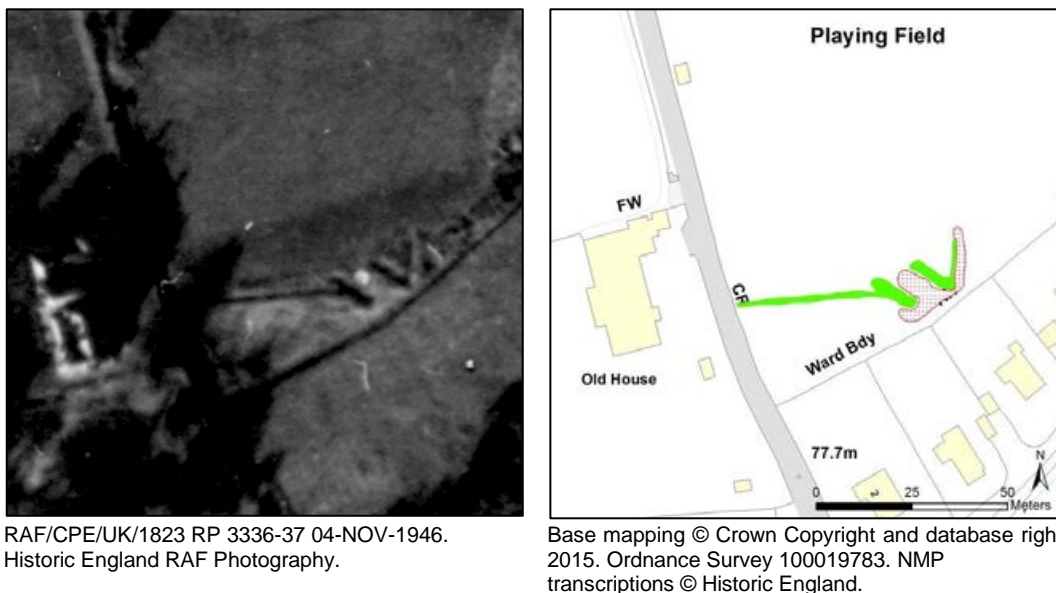 Playing Field
FW
CF
Old House
Ward Bdy
77.7m
2
N
0 25 50
Meters
RAF/CPE/UK/1823 RP 3336-37 04-NOV-1946.
Historic England RAF Photography.
Base mapping © Crown Copyright and database righ
2015. Ordnance Survey 100019783. NMP
transcriptions © Historic England.